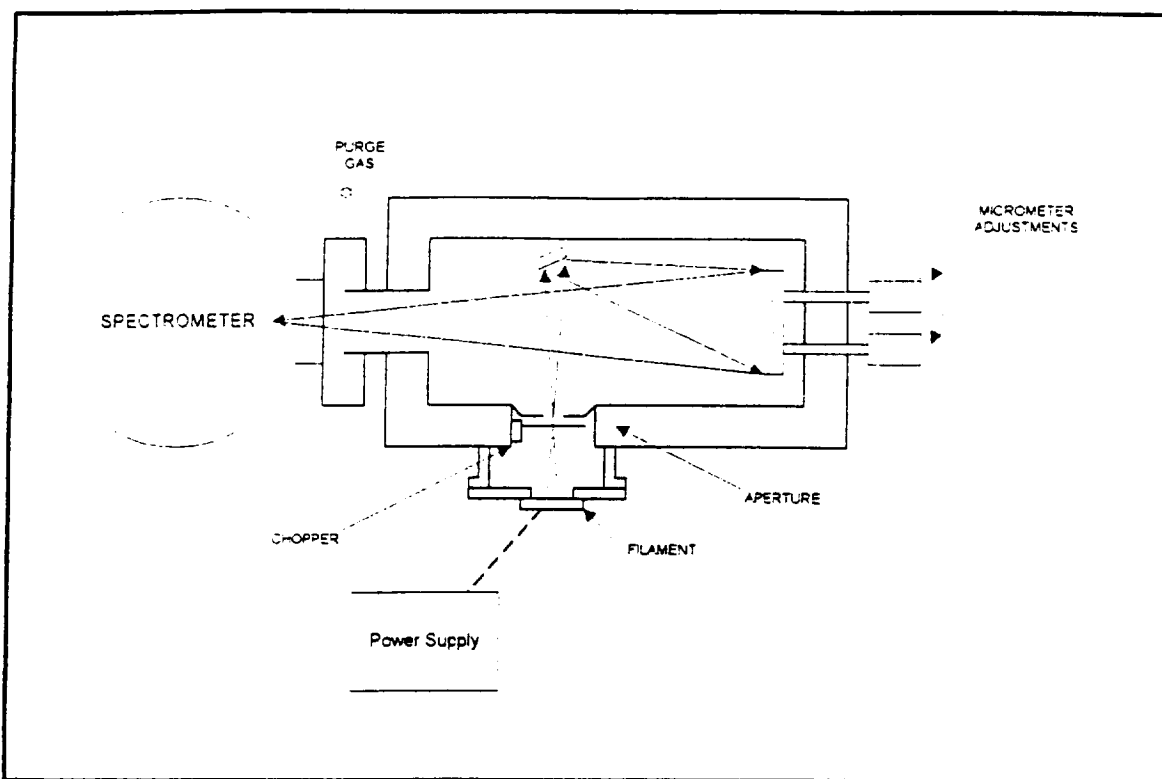 PURGE
GAS
MICROMETER
ADJUSTMENTS
SPECTROMETER
APERTURE
CHOPPER
FILAMENT
Power Supply